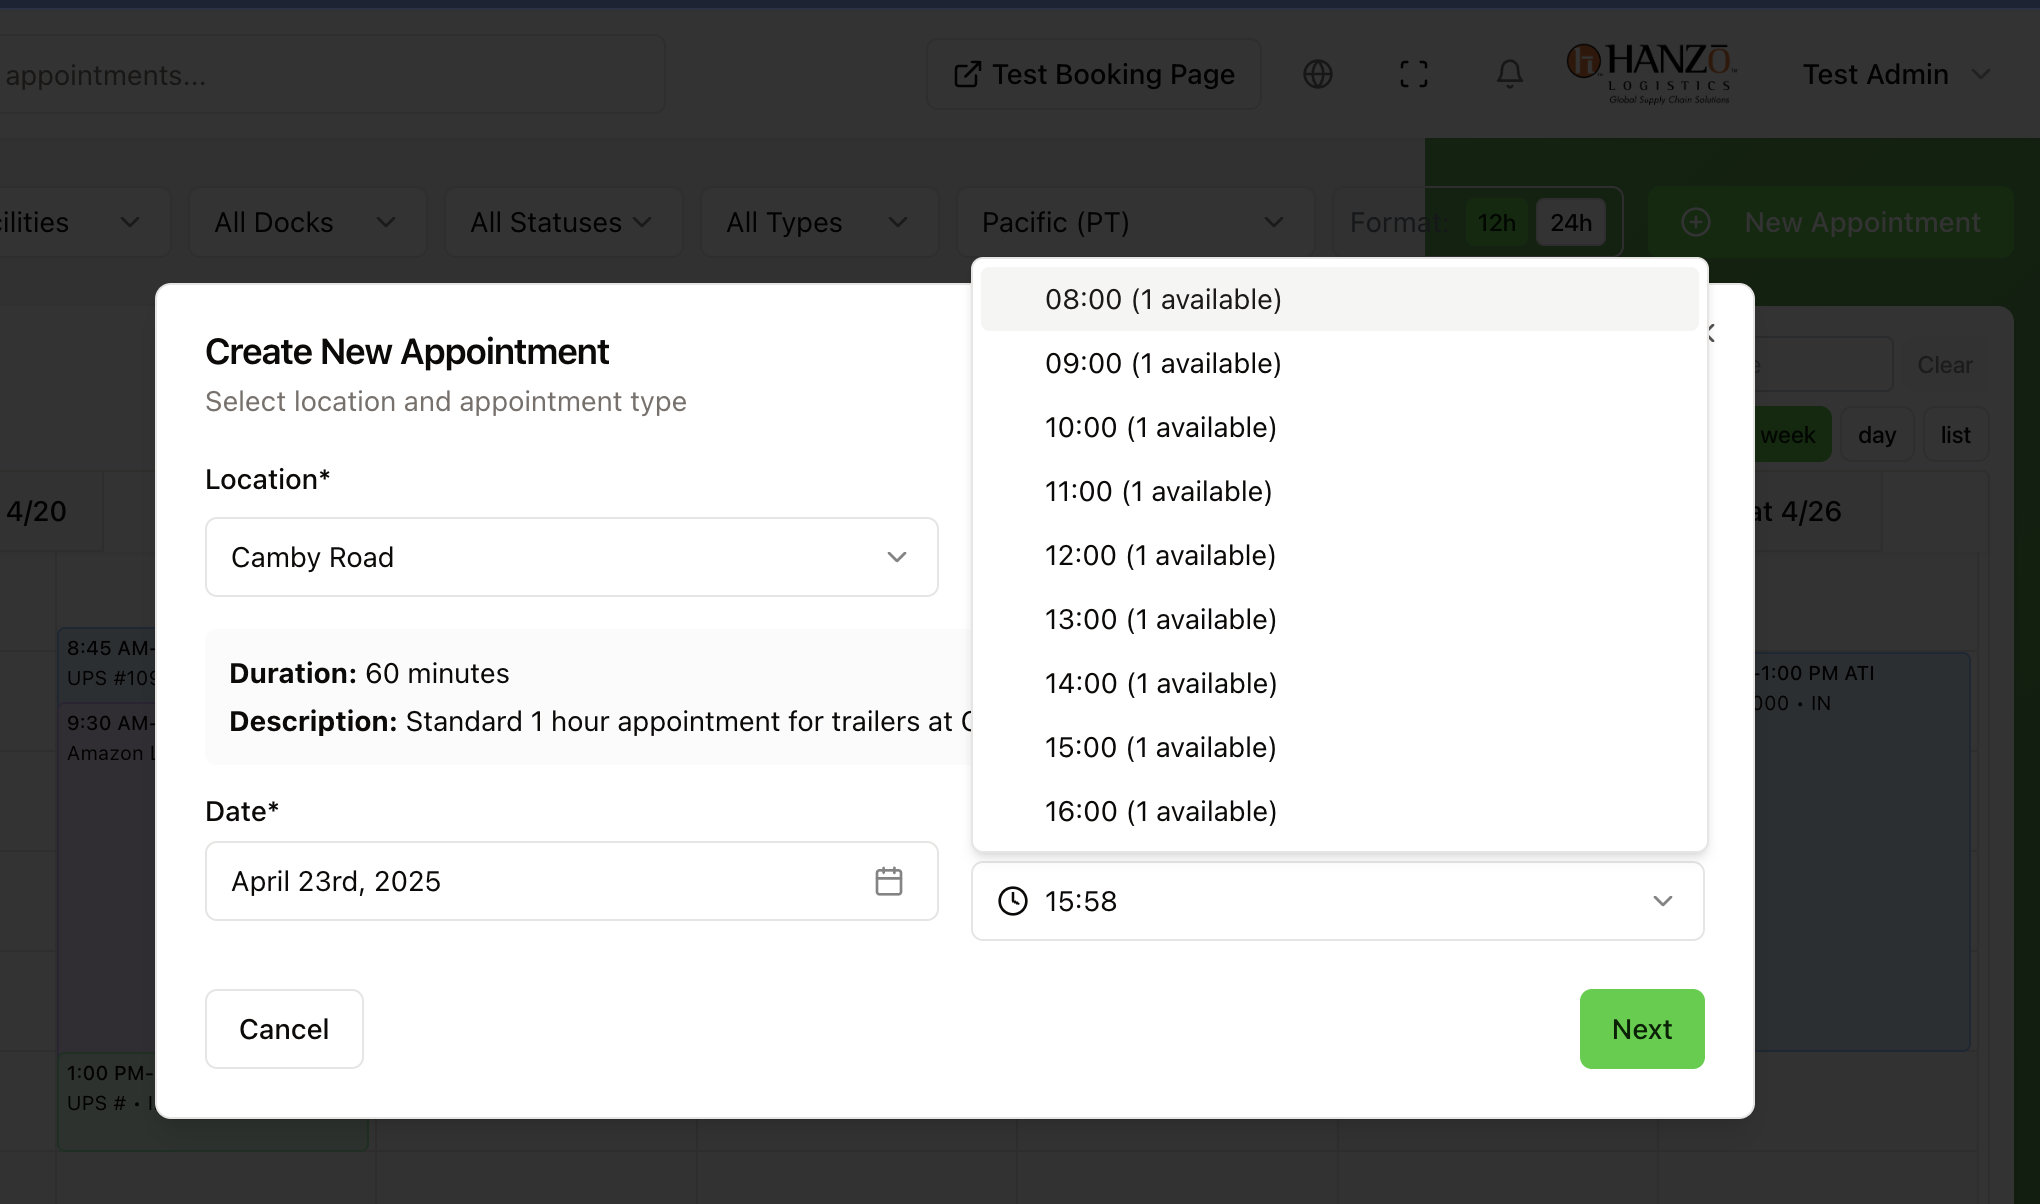 appointments...
Test Booking Page
HANZŌ
LOGISTICS
Global Supply Chain Solutions
Test Admin
All Docks
All Statuses
All Types
Pacific (PT)
Format:
12h
24h
New Appointment
Create New Appointment
Select location and appointment type
Location*
Camby Road
Duration: 60 minutes
Description: Standard 1 hour appointment for trailers at
Date*
April 23rd, 2025
08:00 (1 available)
09:00 (1 available)
10:00 (1 available)
11:00 (1 available)
12:00 (1 available)
13:00 (1 available)
14:00 (1 available)
15:00 (1 available)
16:00 (1 available)
15:58
Cancel
Next
Clear
week
day
list
4/20
4/26
8:45 AM-
UPS #109
9:30 AM-
Amazon
1:00 PM-
UPS # •
-1:00 PM ATI
000 • IN